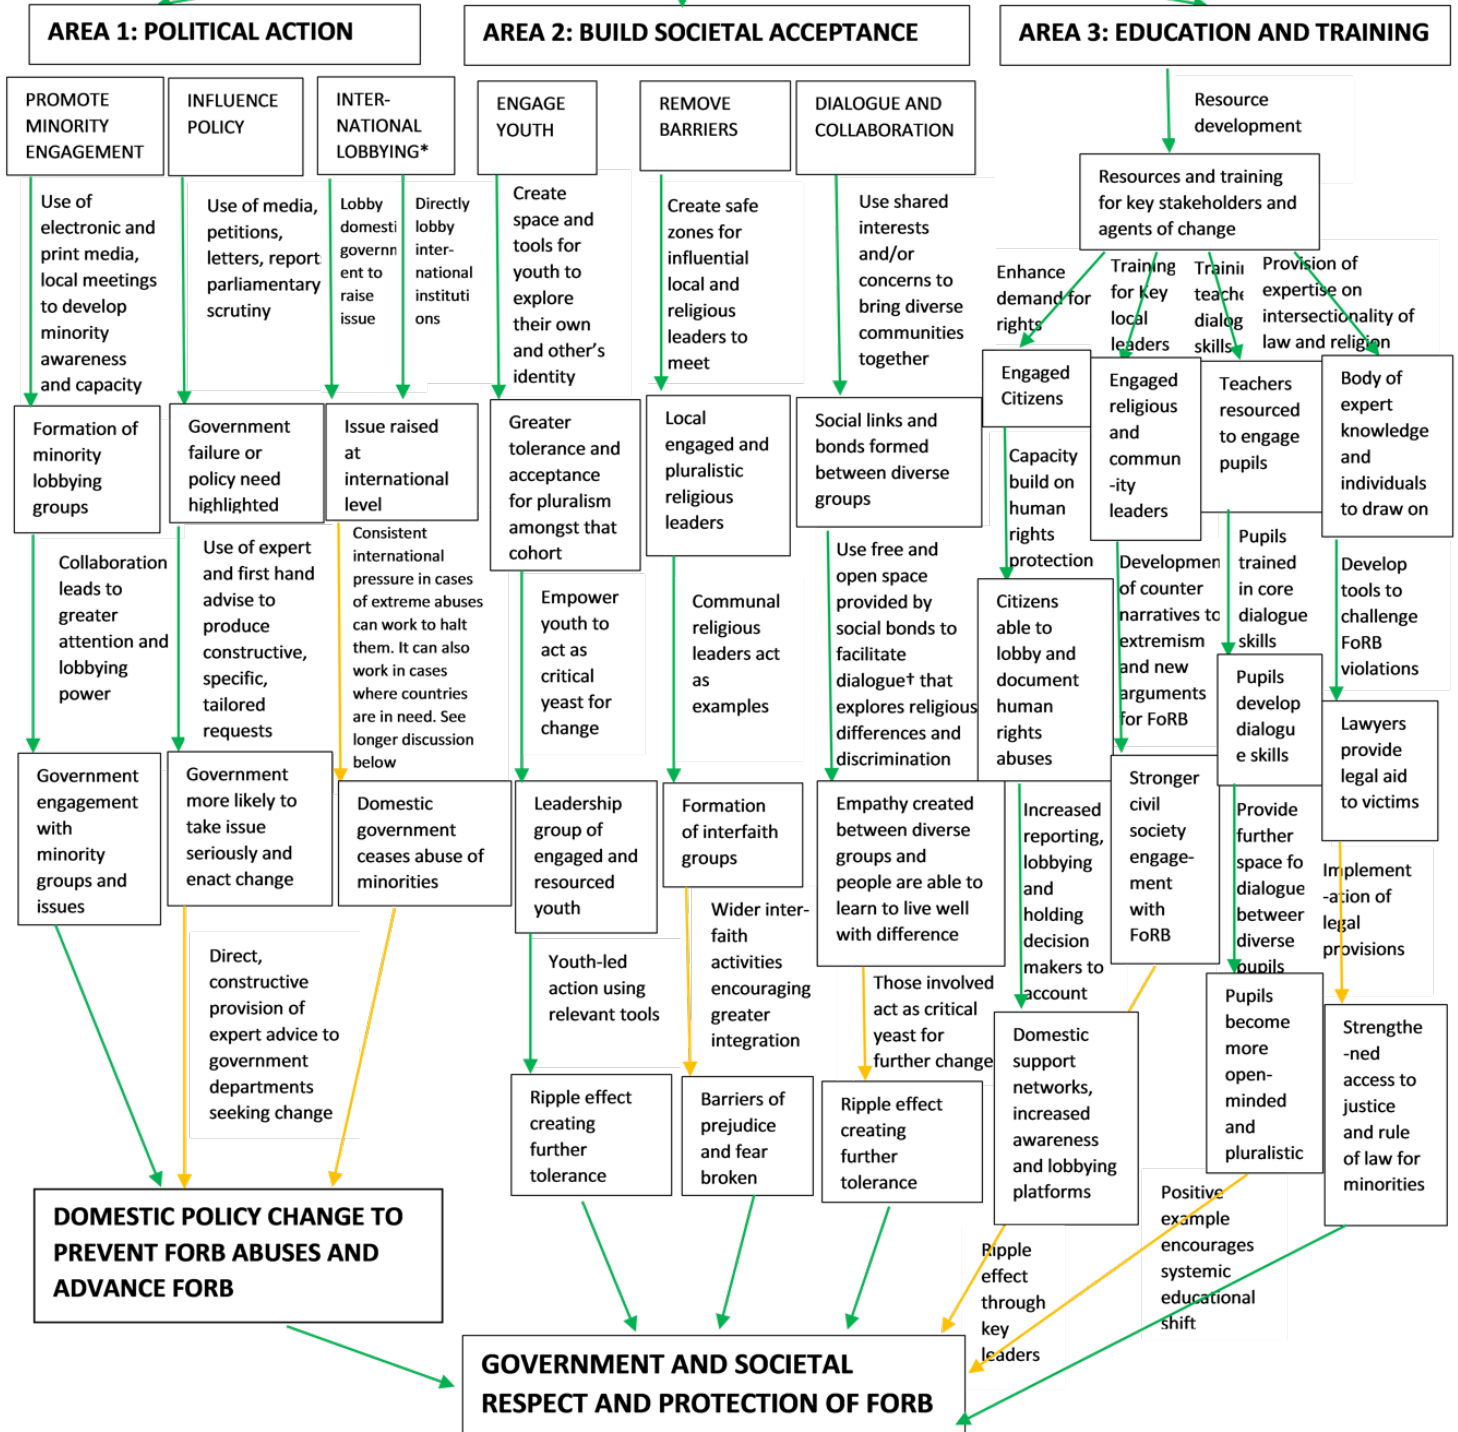 AREA 1: POLITICAL ACTION
AREA 2: BUILD SOCIETAL ACCEPTANCE
AREA 3: EDUCATION AND TRAINING
PROMOTE
MINORITY
ENGAGEMENT
INFLUENCE
POLICY
INTER-
NATIONAL
LOBBYING*
ENGAGE
YOUTH
REMOVE
BARRIERS
DIALOGUE AND
COLLABORATION
Resource
development
Resources and training
for key stakeholders and
agents of change
Use of
electronic and
print media,
local meetings
to develop
minority
awareness
and capacity
Use of media,
petitions,
letters, report
parliamentary
scrutiny
Lobby
domesti
governn
ent to
raise
issue
Directly
lobby
inter-
national
instituti
ons
Create
space and
tools for
youth to
explore
their own
and other's
identity
Create safe
zones for
influential
local and
religious
leaders to
meet
Use shared
interests
and/or
concerns to
bring diverse
communities
together
Enhance
demand for
rights
Training
for key
local
leaders
Traini
teache
dialog
skills
Provision of
expertise on
intersectionality of
law and religion
Formation of
minority
lobbying
groups
Government
failure or
policy need
highlighted
Issue raised
at
international
level
Greater
tolerance and
acceptance
for pluralism
amongst that
cohort
Local
engaged and
pluralistic
religious
leaders
Social links and
bonds formed
between diverse
groups
Engaged
Citizens
Engaged
religious
and
commun
-ity
leaders
Teachers
resourced
to engage
pupils
Body of
expert
knowledge
and
individuals
to draw on
Collaboration
leads to
greater
attention and
lobbying
power
Use of expert
and first hand
advise to
produce
constructive,
specific,
tailored
requests
Consistent
international
pressure in cases
of extreme abuses
can work to halt
them. It can also
work in cases
where countries
are in need. See
longer discussion
below
Empower
youth to
act as
critical
yeast for
change
Communal
religious
leaders act
as
examples
Use free and
open space
provided by
social bonds to
facilitate
dialogue† that
explores religious
differences and
discrimination
Capacity
build on
human
rights
protection
Developmen
of counter
narratives to
extremism
and new
arguments
for FoRB
Pupils
trained
in core
dialogue
skills
Develop
tools to
challenge
FoRB
violations
Government
engagement
with
minority
groups and
issues
Government
more likely to
take issue
seriously and
enact change
Domestic
government
ceases abuse of
minorities
Leadership
group of
engaged and
resourced
youth
Formation
of interfaith
groups
Empathy created
between diverse
groups and
people are able to
learn to live well
with difference
Citizens
able to
lobby and
document
human
rights
abuses
Stronger
civil
society
engage-
ment
with
FoRB
Pupils
develop
dialogu
e skills
Lawyers
provide
legal aid
to victims
Direct,
constructive
provision of
expert advice to
government
departments
seeking change
Youth-led
action using
relevant tools
Wider inter-
faith
activities
encouraging
greater
integration
Those involved
act as critical
yeast for
further change
Increased
reporting,
lobbying
and
holding
decision
makers to
account
Provide
further
space fo
dialogue
between
diverse
pupils
Implement
-ation of
legal
provisions
Ripple effect
creating
further
tolerance
Barriers of
prejudice
and fear
broken
Ripple effect
creating
further
tolerance
Domestic
support
networks,
increased
awareness
and lobbying
platforms
Pupils
become
more
open-
minded
and
pluralistic
Strengthe
-ned
access to
justice
and rule
of law for
minorities
DOMESTIC POLICY CHANGE TO
PREVENT FORB ABUSES AND
ADVANCE FORB
Ripple
effect
through
key
leaders
Positive
example
encourages
systemic
educational
shift
GOVERNMENT AND SOCIETAL
RESPECT AND PROTECTION OF FORB